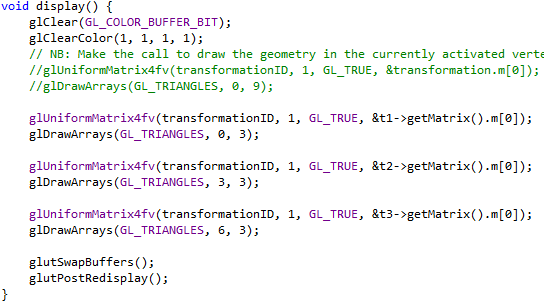 void display() {
glClear(GL_COLOR_BUFFER_BIT);
glClearColor(1, 1, 1, 1);
// NB: Make the call to draw the geometry in the currently activated
//glUniformMatrix4fv(transformationID, 1, GL_TRUE, &transformation.m[0]);
//glDrawArrays(GL_TRIANGLES, 0, 9);
glUniformMatrix4fv(transformationID, 1, GL_TRUE, &t1->getMatrix().m[0]);
glDrawArrays(GL_TRIANGLES, 0, 3);
glUniformMatrix4fv(transformationID, 1, GL_TRUE, &t2->getMatrix().m[0]);
glDrawArrays(GL_TRIANGLES, 3, 3);
glUniformMatrix4fv(transformationID, 1, GL_TRUE, &t3->getMatrix().m[0]);
glDrawArrays(GL_TRIANGLES, 6, 3);
glutSwapBuffers();
glutPostRedisplay();
}